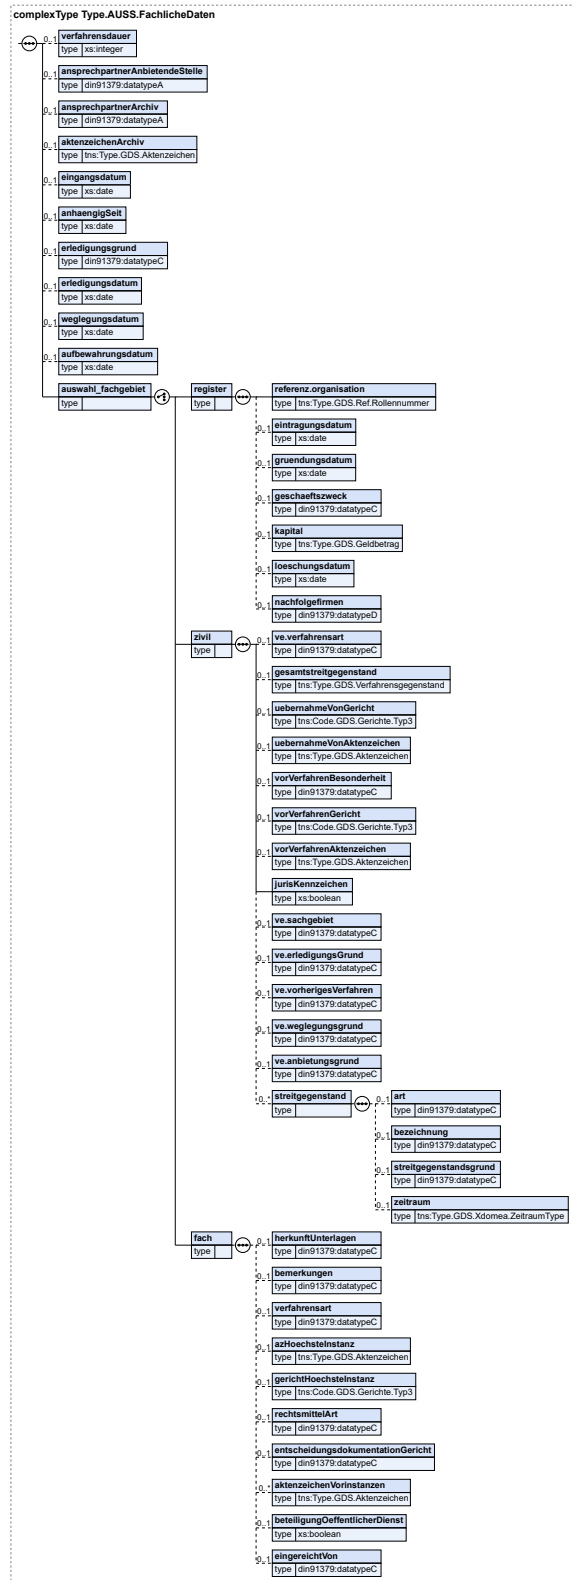 complexType Type.AUSS.FachlicheDaten
0..1 verfahrensdauer
type xs:integer
0..1 ansprechpartnerAnbietendeStelle
type din91379:datatypeA
0..1 ansprechpartnerArchiv
type din91379:datatypeA
0..1 aktenzeichenArchiv
type tns:Type.GDS.Aktenzeichen
0..1 eingangsdatum
type xs:date
0..1 anhaengigSeit
type xs:date
0..1 erledigungsgrund
type din91379:datatypeC
0..1 erledigungsdatum
type xs:date
0..1 weglegungsdatum
type xs:date
0..1 aufbewahrungsdatum
type xs:date
auswahl_fachgebiet
type
register
type
referenz.organisation
type tns:Type.GDS.Ref.Rollennummer
0..1 eintragungsdatum
type xs:date
0..1 gruendungsdatum
type xs:date
0..1 geschaeftszweck
type din91379:datatypeC
0..1 kapital
type tns:Type.GDS.Geldbetrag
0..1 loeschungsdatum
type xs:date
0..1 nachfolgefirmen
type din91379:datatypeD
zivil
type
0..1 ve.verfahrensart
type din91379:datatypeC
0..1 gesamtstreitgegenstand
type tns:Type.GDS.Verfahrensgegenstand
0..1 uebernahmeVonGericht
type tns:Code.GDS.Gerichte.Typ3
0..1 uebernahmeVonAktenzeichen
type tns:Type.GDS.Aktenzeichen
0..1 vorVerfahrenBesonderheit
type din91379:datatypeC
0..1 vorVerfahrenGericht
type tns:Code.GDS.Gerichte.Typ3
0..1 vorVerfahrenAktenzeichen
type tns:Type.GDS.Aktenzeichen
jurisKennzeichen
type xs:boolean
0..1 ve.sachgebiet
type din91379:datatypeC
0..1 ve.erledigungsGrund
type din91379:datatypeC
0..1 ve.vorherigesVerfahren
type din91379:datatypeC
0..1 ve.weglegungsgrund
type din91379:datatypeC
0..1 ve.anbietungsgrund
type din91379:datatypeC
0..* streitgegenstand
type
0..1 art
type din91379:datatypeC
0..1 bezeichnung
type din91379:datatypeC
0..1 streitgegenstandsgrund
type din91379:datatypeC
0..1 zeitraum
type tns:Type.GDS.Xdomea.ZeitraumType
fach
type
0..1 herkunftUnterlagen
type din91379:datatypeC
0..1 bemerkungen
type din91379:datatypeC
0..1 verfahrensart
type din91379:datatypeC
0..1 azHoechsteInstanz
type tns:Type.GDS.Aktenzeichen
0..1 gerichtHoechsteInstanz
type tns:Code.GDS.Gerichte.Typ3
0..1 rechtsmittelArt
type din91379:datatypeC
0..1 entscheidungsdokumentationGericht
type din91379:datatypeC
0..* aktenzeichenVorinstanzen
type tns:Type.GDS.Aktenzeichen
0..1 beteiligungOeffentlicherDienst
type xs:boolean
0..1 eingereichtVon
type din91379:datatypeC